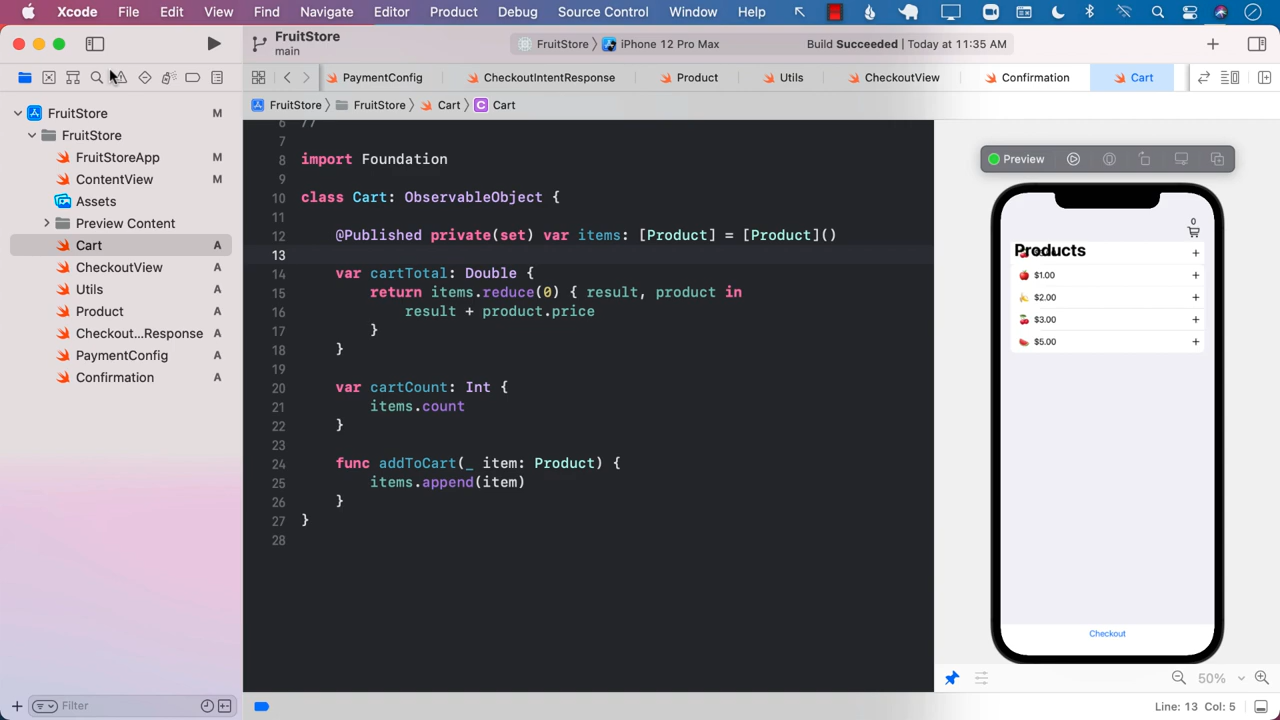 Xcode File Edit View Find Navigate Editor Product Debug Source Control Window Help
FruitStore
main
FruitStore 〉 iPhone 12 Pro Max
Build Succeeded | Today at 11:35 AM
PaymentConfig
CheckoutIntentResponse
Product
Utils
CheckoutView
Confirmation
Cart
FruitStore 〉 FruitStore 〉 Cart 〉 C Cart
FruitStore M
FruitStore
FruitStoreApp M
ContentView M
Assets
Preview Content
Cart A
CheckoutView A
Utils A
Product A
Checkout...Response A
PaymentConfig A
Confirmation A
Filter
6 //
7
8 import Foundation
9
10 class Cart: ObservableObject {
11
12 @Published private(set) var items: [Product] = [Product]()
13
14 var cartTotal: Double {
15 return items.reduce(0) { result, product in
16 result + product.price
17 }
18 }
19
20 var cartCount: Int {
21 items.count
22 }
23
24 func addToCart(_ item: Product) {
25 items.append(item)
26 }
27 }
28
Preview
0
Products
+
$1.00 +
$2.00 +
$3.00 +
$5.00 +
Checkout
50%
Line: 13 Col: 5